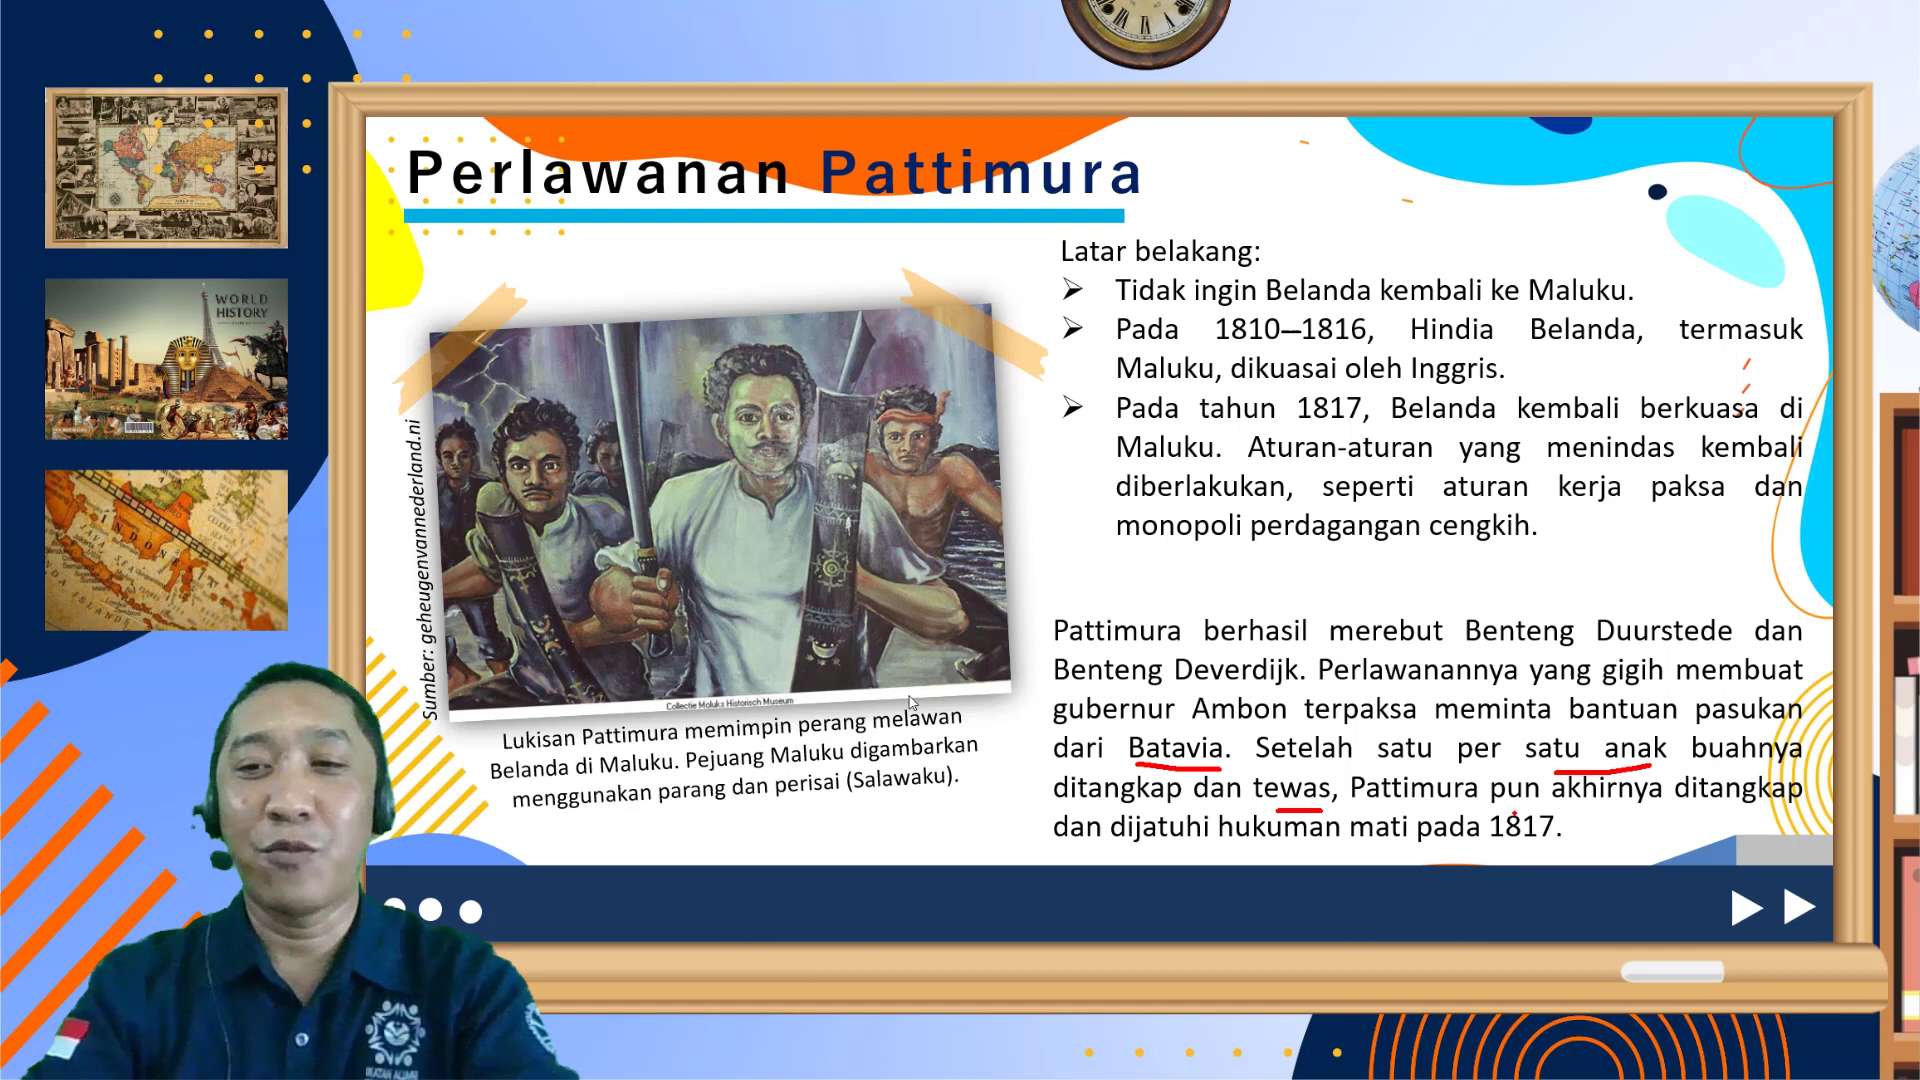 WORLD
HISTORY
INDONESIA
Perlawanan Pattimura
Sumber: geheugenvannederland.ni
Collectie Moluks Historisch Museum
Lukisan Pattimura memimpin perang melawan
Belanda di Maluku. Pejuang Maluku digambarkan
menggunakan parang dan perisai (Salawaku).
Latar belakang:
Tidak ingin Belanda kembali ke Maluku.
Pada 1810—1816, Hindia Belanda, termasuk
Maluku, dikuasai oleh Inggris.
Pada tahun 1817, Belanda kembali berkuasa di
Maluku. Aturan-aturan yang menindas kembali
diberlakukan, seperti aturan kerja paksa dan
monopoli perdagangan cengkih.
Pattimura berhasil merebut Benteng Duurstede dan
Benteng Deverdijk. Perlawanannya yang gigih membuat
gubernur Ambon terpaksa meminta bantuan pasukan
dari Batavia. Setelah satu per satu anak buahnya
ditangkap dan tewas, Pattimura pun akhirnya ditangkap
dan dijatuhi hukuman mati pada 1817.
IKATAN ALUMNI